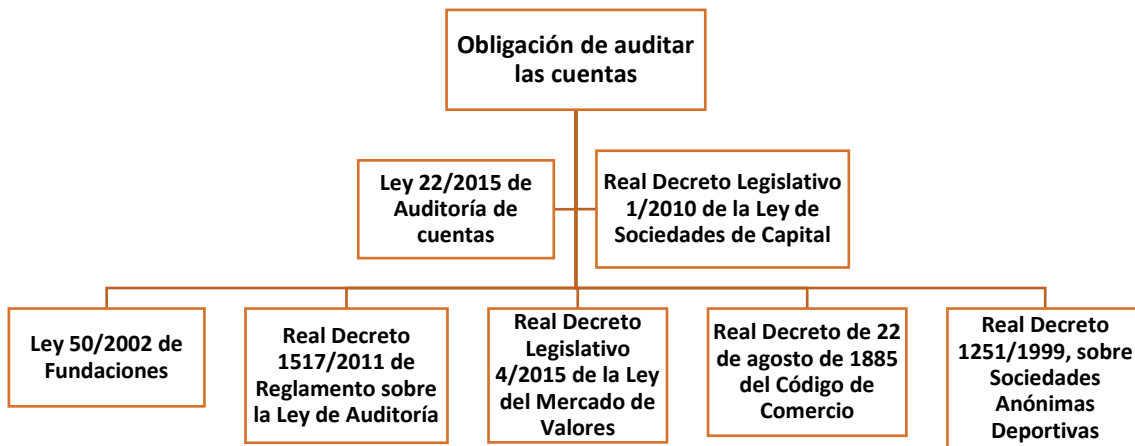 Obligación de auditar
las cuentas
Ley 22/2015 de
Auditoría de
cuentas
Real Decreto Legislativo
1/2010 de la Ley de
Sociedades de Capital
Ley 50/2002 de
Fundaciones
Real Decreto
1517/2011 de
Reglamento sobre
la Ley de Auditoría
Real Decreto
Legislativo
4/2015 de la Ley
del Mercado de
Valores
Real Decreto de 22
de agosto de 1885
del Código de
Comercio
Real Decreto
1251/1999, sobre
Sociedades
Anónimas
Deportivas